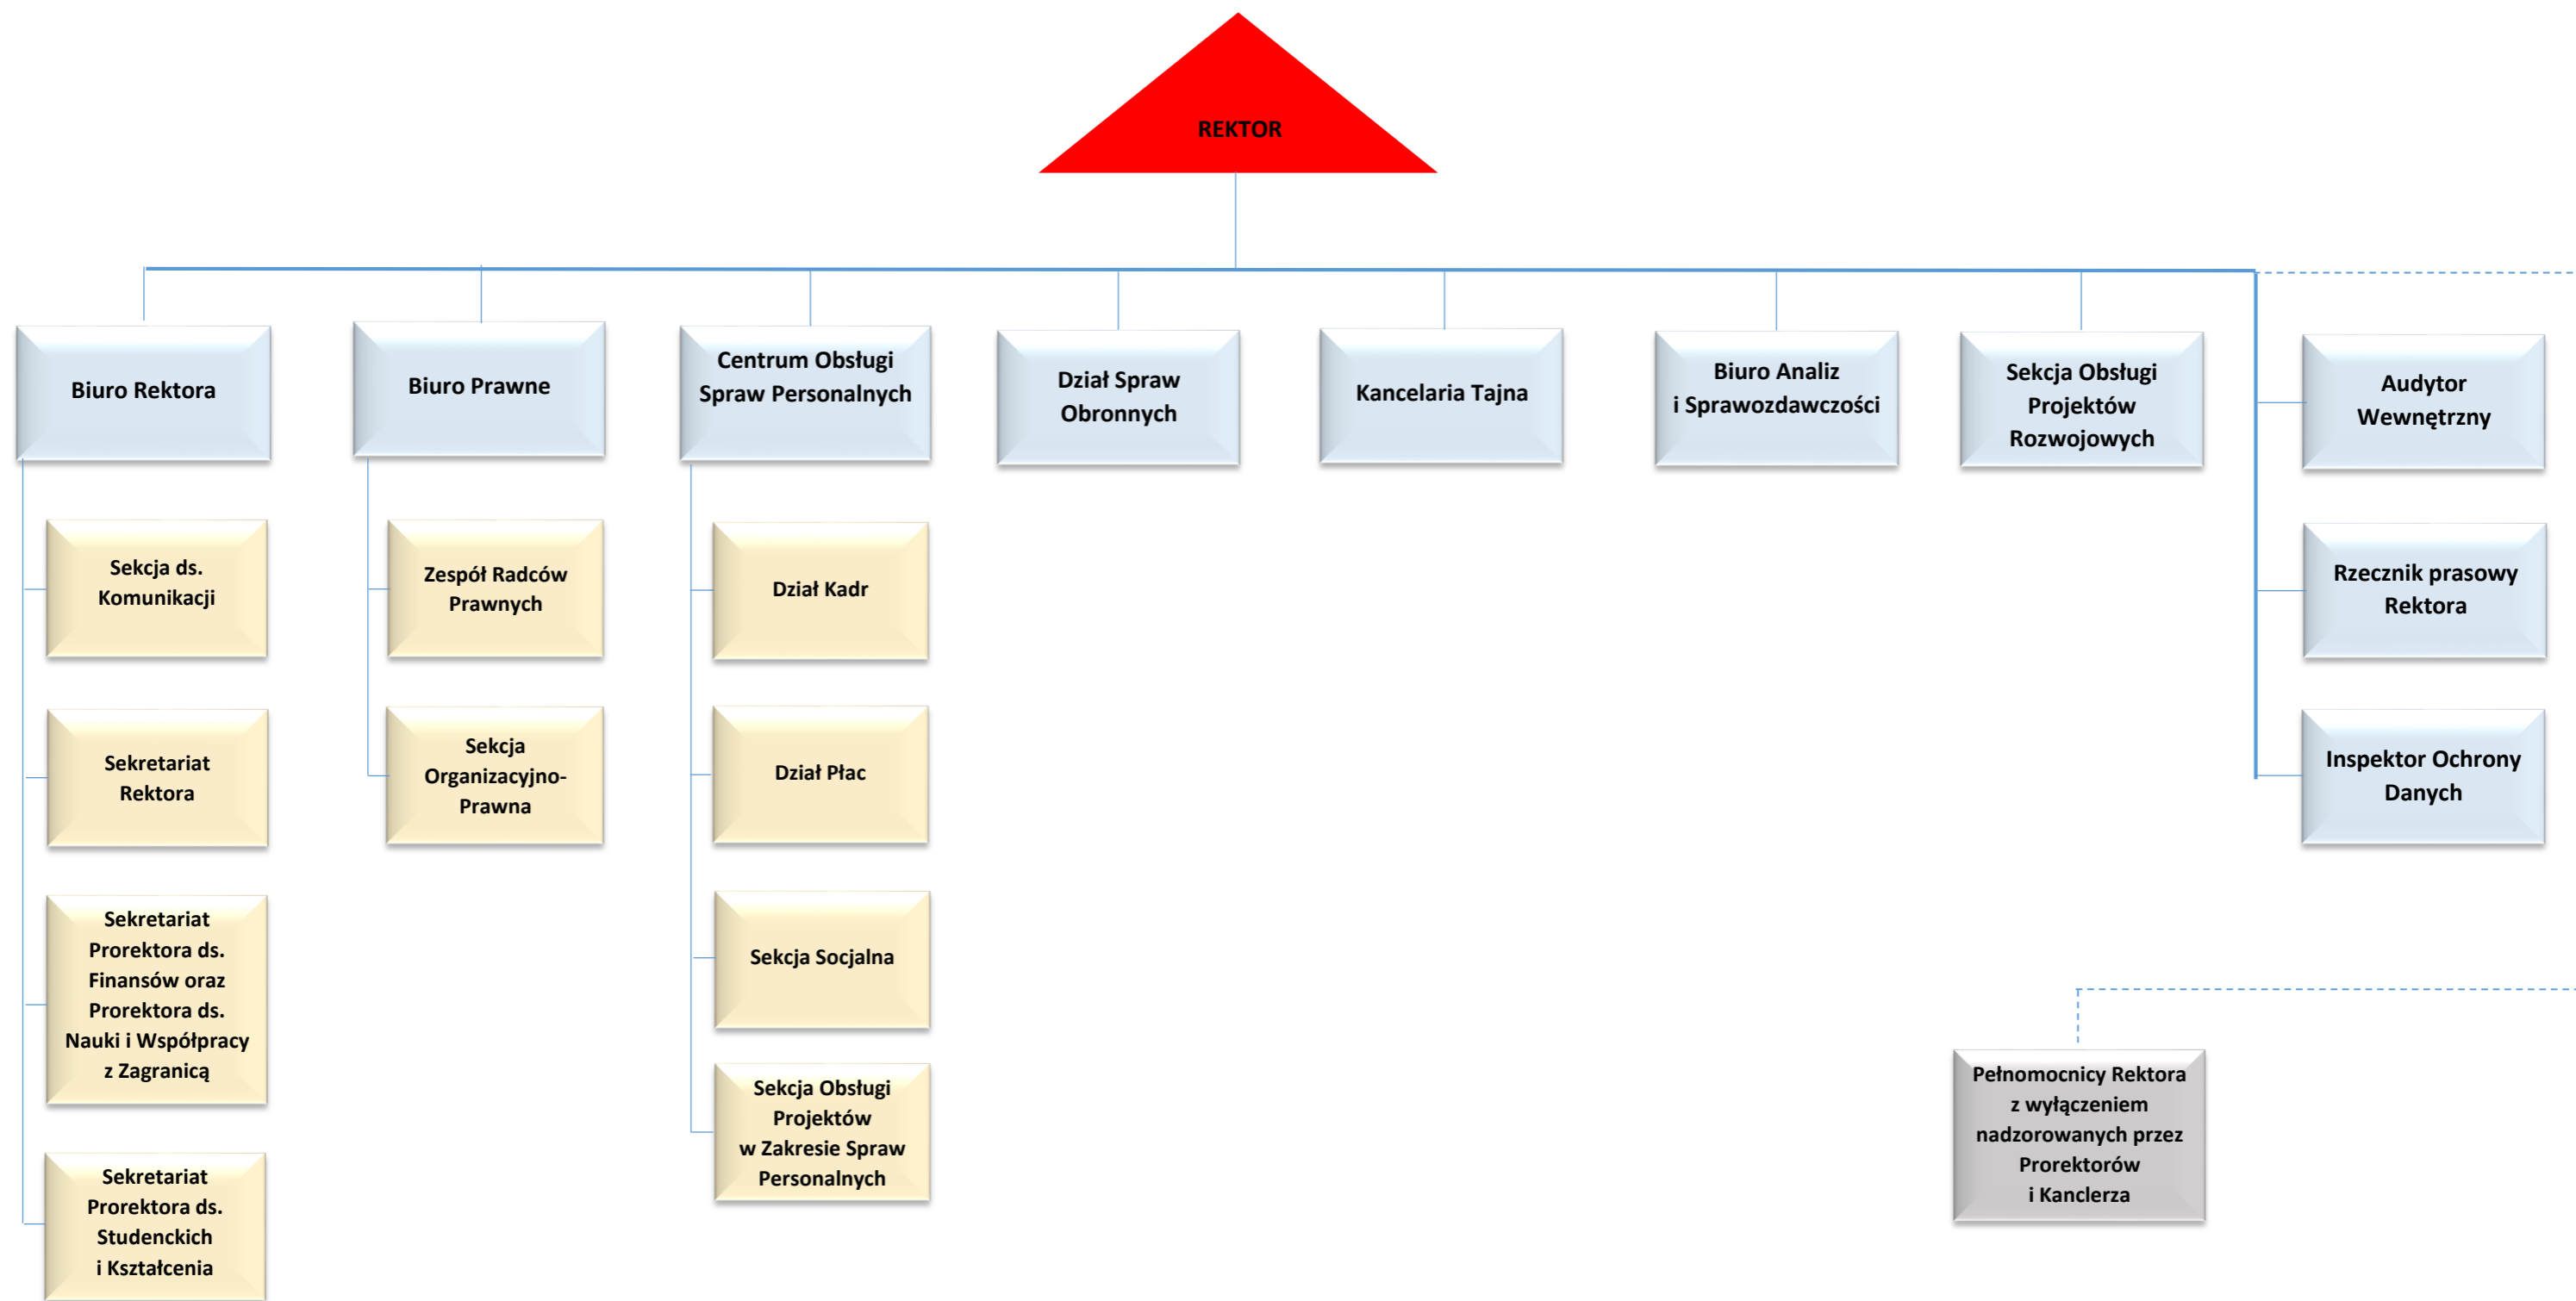 REKTOR
Biuro Rektora
Biuro Prawne
Centrum Obsługi
Spraw Personalnych
Dział Spraw
Obronnych
Kancelaria Tajna
Biuro Analiz
i Sprawozdawczości
Sekcja Obsługi
Projektów
Rozwojowych
Audytor
Wewnętrzny
Sekcja ds.
Komunikacji
Zespół Radców
Prawnych
Dział Kadr
Rzecznik prasowy
Rektora
Sekretariat
Rektora
Sekcja
Organizacyjno-
Prawna
Dział Płac
Inspektor Ochrony
Danych
Sekretariat
Prorektora ds.
Finansów oraz
Prorektora ds.
Nauki i Współpracy
z Zagranicą
Sekcja Socjalna
Sekcja Obsługi
Projektów
w Zakresie Spraw
Personalnych
Pełnomocnicy Rektora
z wyłączeniem
nadzorowanych przez
Prorektorów
i Kanclerza
Sekretariat
Prorektora ds.
Studenckich
i Kształcenia